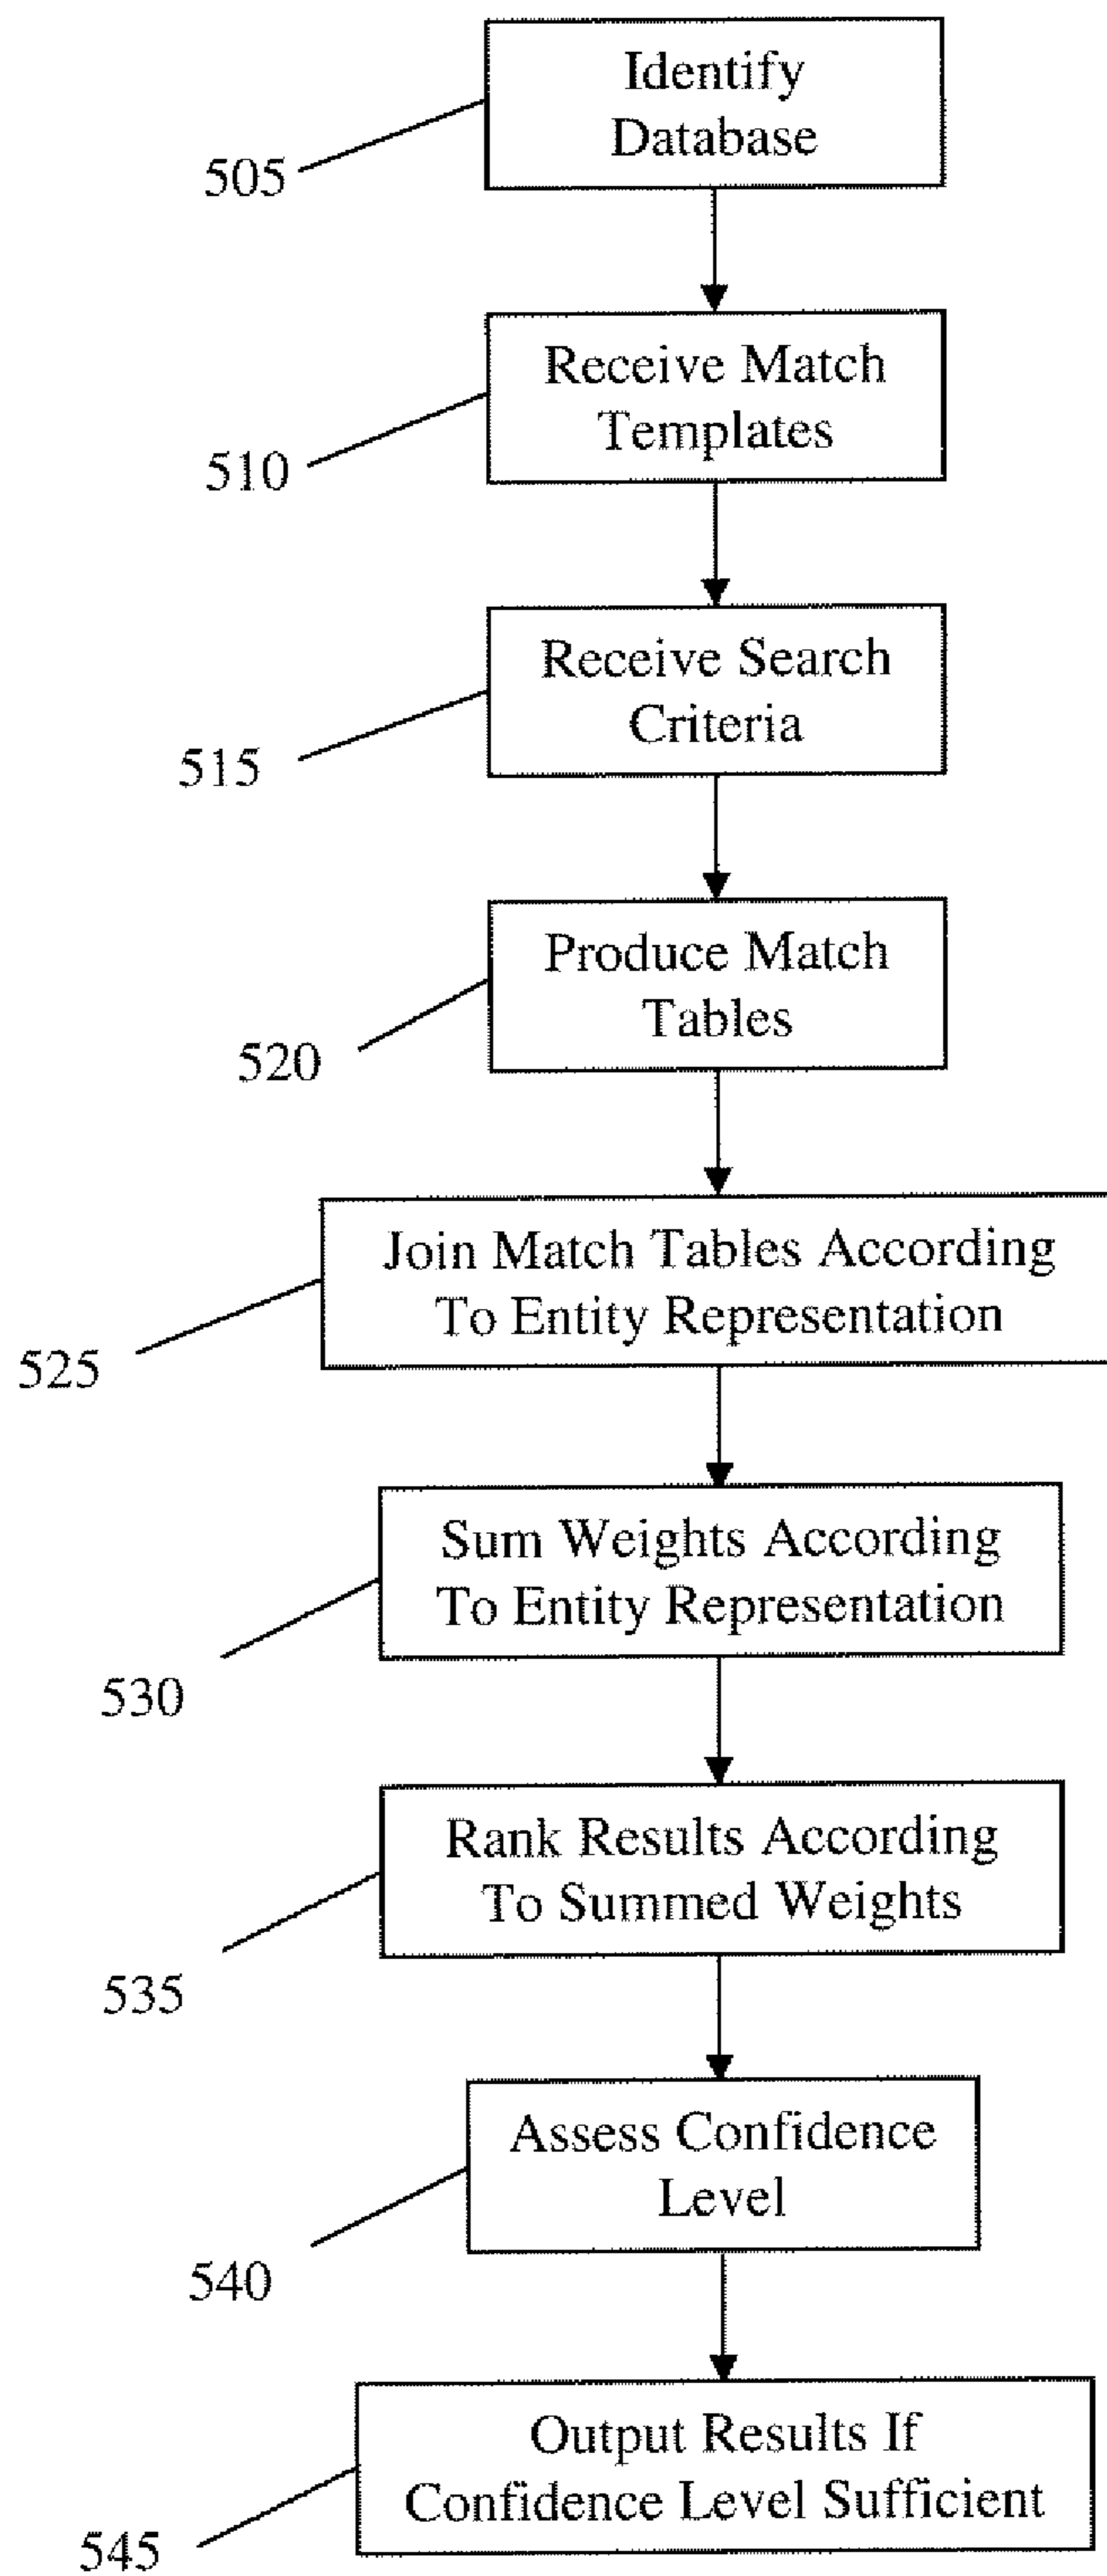 Identify
Database
505
Receive Match
Templates
510
Receive Search
Criteria
515
Produce Match
Tables
520
Join Match Tables According
To Entity Representation
525
Sum Weights According
To Entity Representation
530
Rank Results According
To Summed Weights
535
Assess Confidence
Level
540
Output Results If
Confidence Level Sufficient
545